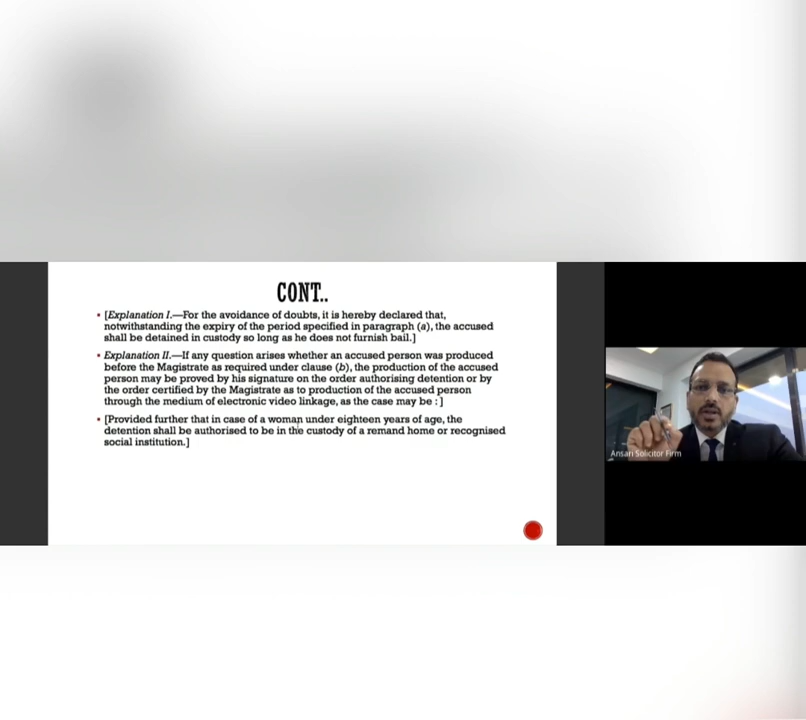 CONT..
• [Explanation I.—For the avoidance of doubts, it is hereby declared that,
notwithstanding the expiry of the period specified in paragraph (a), the accused
shall be detained in custody so long as he does not furnish bail.]
• Explanation II.—If any question arises whether an accused person was produced
before the Magistrate as required under clause (b), the production of the accused
person may be proved by his signature on the order authorising detention or by
the order certified by the Magistrate as to production of the accused person
through the medium of electronic video linkage, as the case may be : ]
• [Provided further that in case of a woman under eighteen years of age, the
detention shall be authorised to be in the custody of a remand home or recognised
social institution.]
Ansari Solicitor Firm